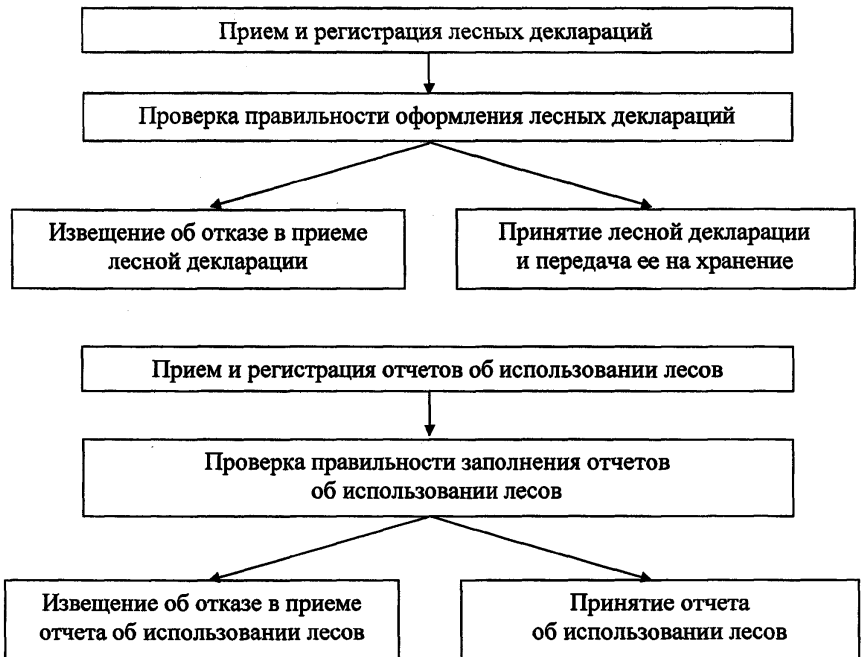 Прием и регистрация лесных деклараций
Проверка правильности оформления лесных деклараций
Извещение об отказе в приеме
лесной декларации
Принятие лесной декларации
и передача ее на хранение
Прием и регистрация отчетов об использовании лесов
Проверка правильности заполнения отчетов
об использовании лесов
Извещение об отказе в приеме
отчета об использовании лесов
Принятие отчета
об использовании лесов